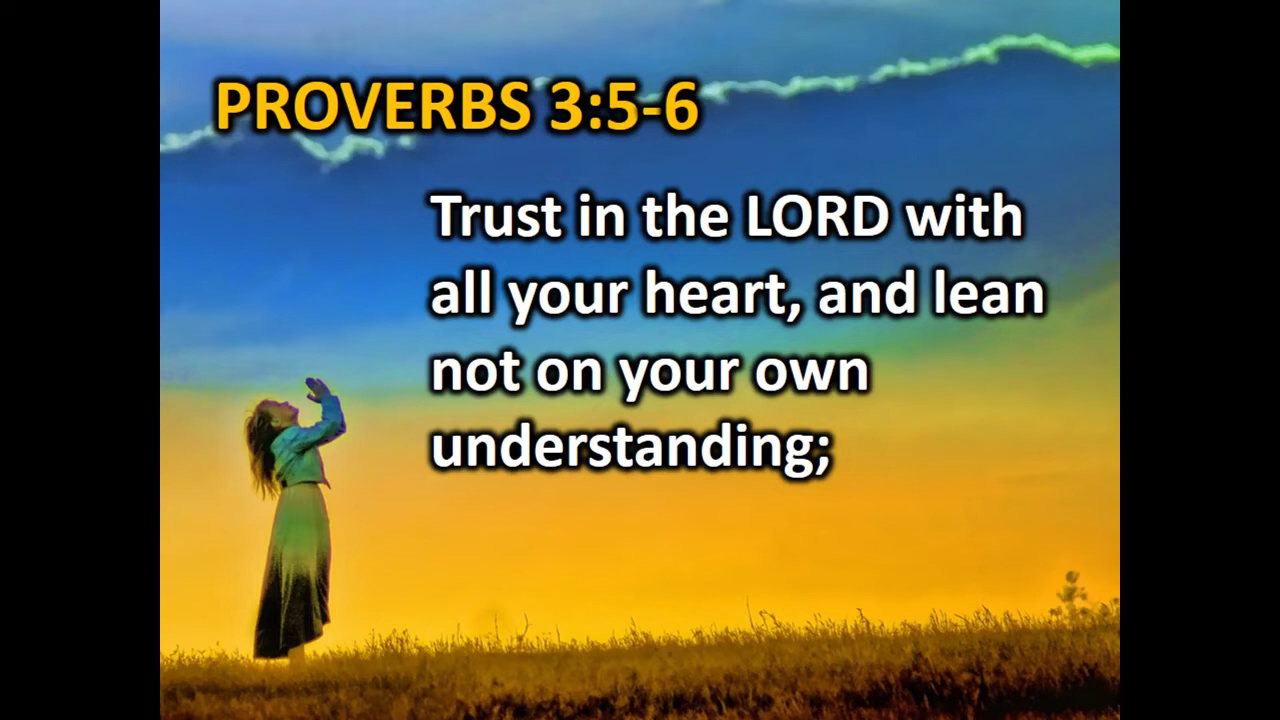 PROVERBS 3:5-6
Trust in the LORD with
all your heart, and lean
not on your own
understanding;